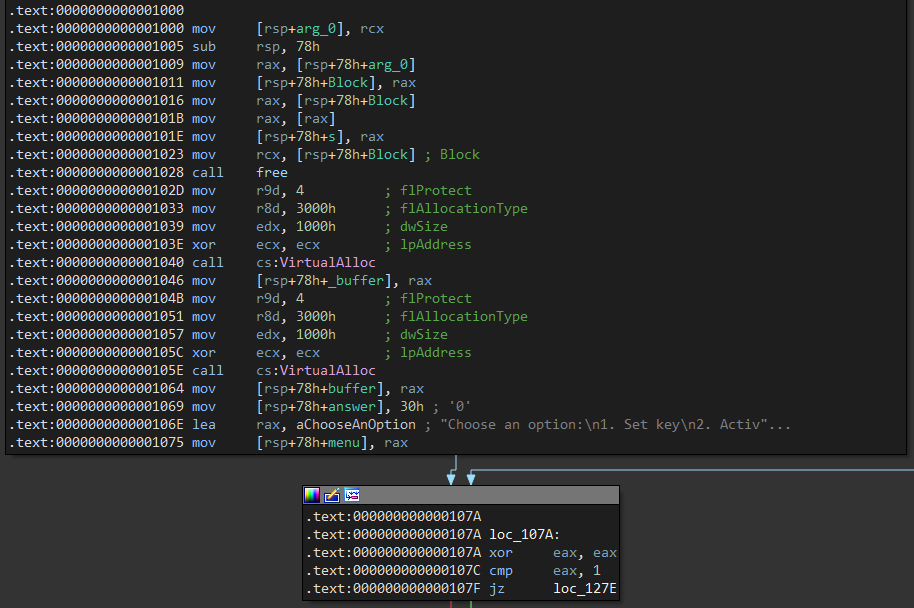 .text:0000000000001000
.text:0000000000001000 mov [rsp+arg_0], rcx
.text:0000000000001005 sub rsp, 78h
.text:0000000000001009 mov rax, [rsp+78h+arg_0]
.text:0000000000001011 mov [rsp+78h+Block], rax
.text:0000000000001016 mov rax, [rsp+78h+Block]
.text:000000000000101B mov rax, [rax]
.text:000000000000101E mov [rsp+78h+s], rax
.text:0000000000001023 mov rcx, [rsp+78h+Block] ; Block
.text:0000000000001028 call free
.text:000000000000102D mov r9d, 4 ; flProtect
.text:0000000000001033 mov r8d, 3000h ; flAllocationType
.text:0000000000001039 mov edx, 1000h ; dwSize
.text:000000000000103E xor ecx, ecx ; lpAddress
.text:0000000000001040 call cs:VirtualAlloc
.text:0000000000001046 mov [rsp+78h+_buffer], rax
.text:000000000000104B mov r9d, 4 ; flProtect
.text:0000000000001051 mov r8d, 3000h ; flAllocationType
.text:0000000000001057 mov edx, 1000h ; dwSize
.text:000000000000105C xor ecx, ecx ; lpAddress
.text:000000000000105E call cs:VirtualAlloc
.text:0000000000001064 mov [rsp+78h+buffer], rax
.text:0000000000001069 mov [rsp+78h+answer], 30h ; '0'
.text:000000000000106E lea rax, aChooseAnOption ; "Choose an option:\n1. Set key\n2. Activ"...
.text:0000000000001075 mov [rsp+78h+menu], rax
.text:000000000000107A
.text:000000000000107A loc_107A:
.text:000000000000107A xor eax, eax
.text:000000000000107C cmp eax, 1
.text:000000000000107F jz loc_127E